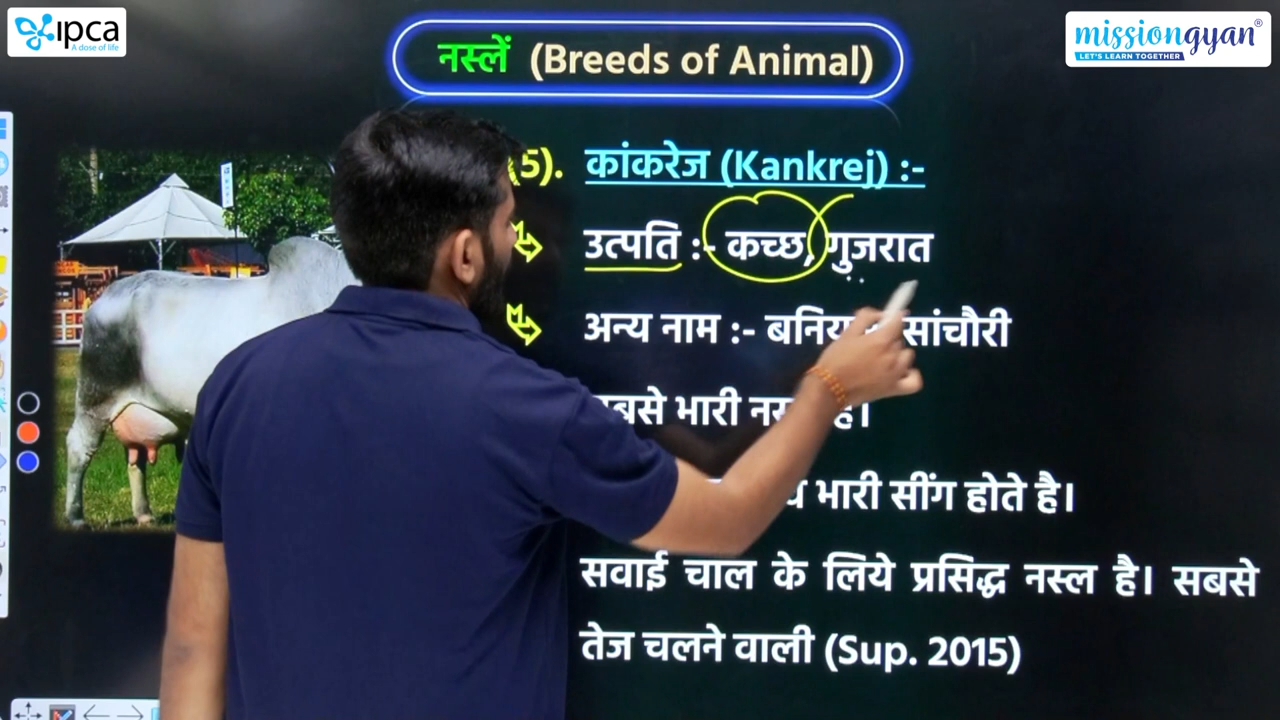 ipca
A dose of life
missiongyan®
LET'S LEARN TOGETHER
नस्लें (Breeds of Animal)
(5). कांकरेज (Kankrej) :-
उत्पति :- कच्छ, गुजरात
अन्य नाम :- सांचौरी
भारी है।
भारी सींग होते है।
सवाई चाल के लिये प्रसिद्ध नस्ल है। सबसे
तेज चलने वाली (Sup. 2015)